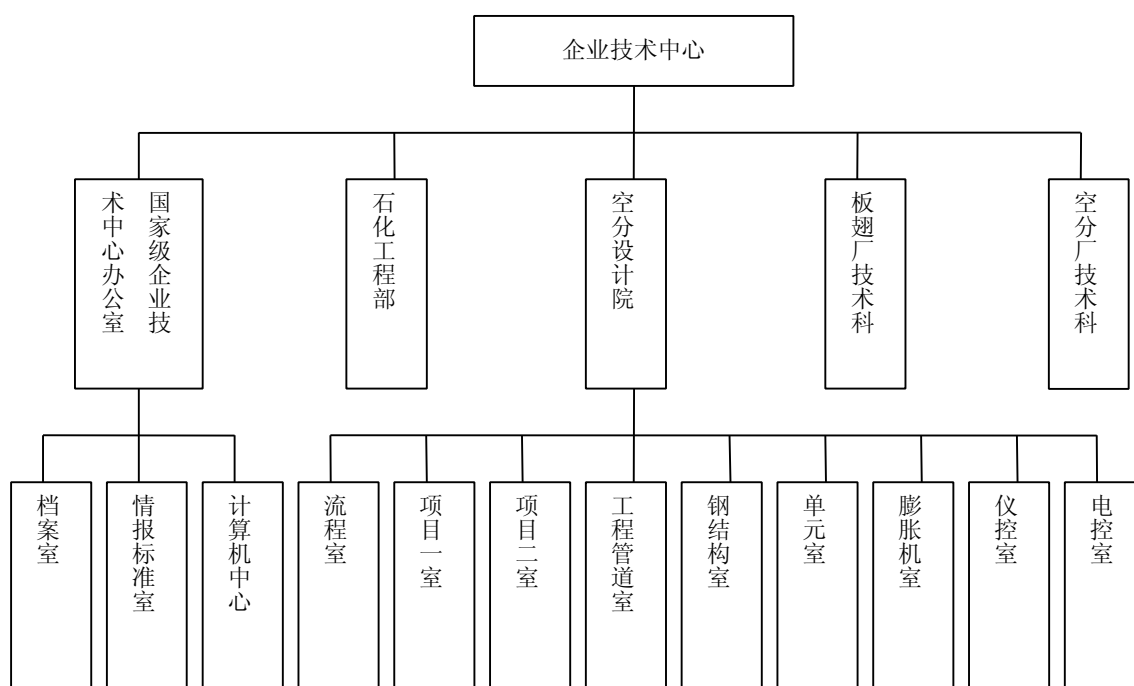 企业技术中心
国家级企业技
术中心办公室
石化工程部
空分设计院
板翅厂技术科
空分厂技术科
档案室
情报标准室
计算机中心
流程室
项目一室
项目二室
工程管道室
钢结构室
单元室
膨胀机室
仪控室
电控室